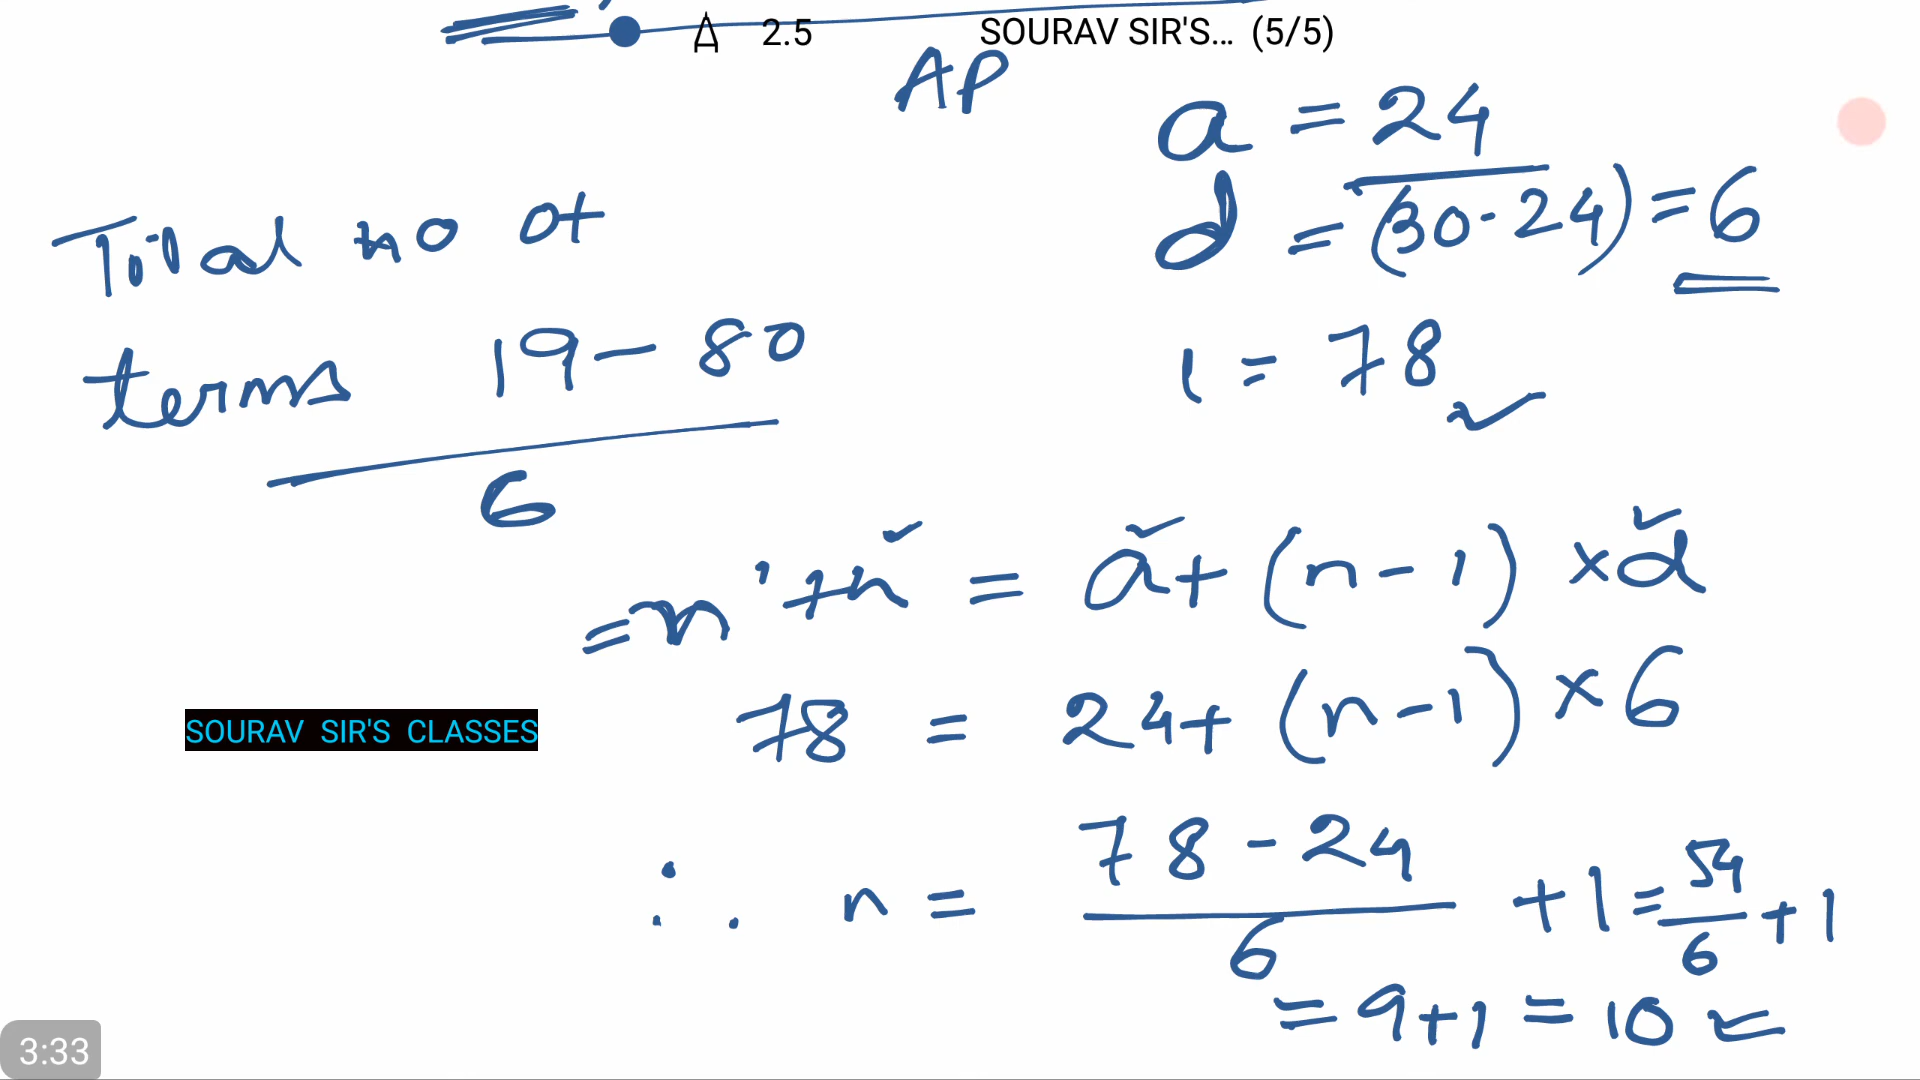 Δ 2.5 SOURAV SIR'S... (5/5)
AP
a = 24
d = (30-24) = 6
Total no of
terms 19 - 80
6
l = 78
= n th = a + (n - 1) × d
78 = 24 + (n - 1) × 6
SOURAV SIR'S CLASSES
∴ n = 78 - 24 / 6 + 1 = 54 / 6 + 1
= 9 + 1 = 10
3:33